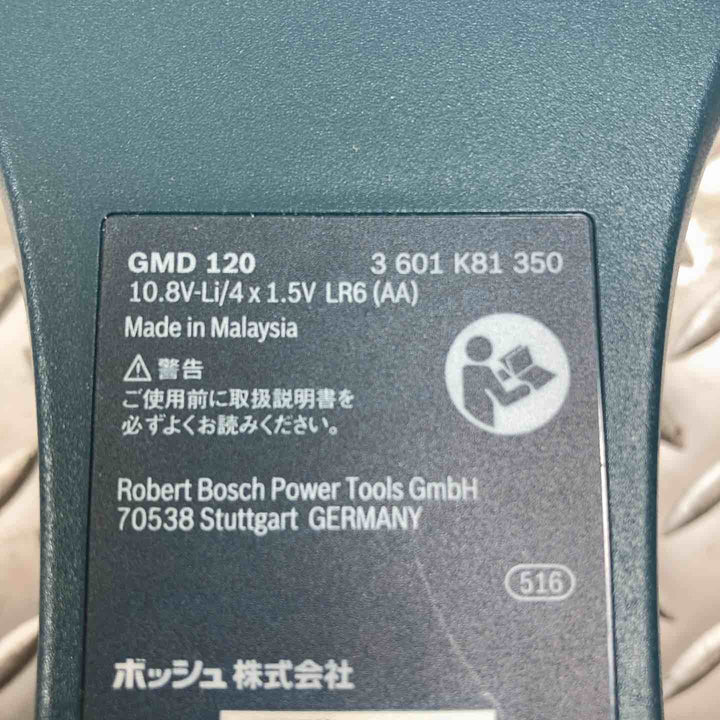 GMD 120 3 601 K81 350
10.8V-Li/4 x 1.5V LR6 (AA)
Made in Malaysia
⚠ 警告
ご使用前に取扱説明書を
必ずよくお読みください。
Robert Bosch Power Tools GmbH
70538 Stuttgart GERMANY
516
ボッシュ株式会社